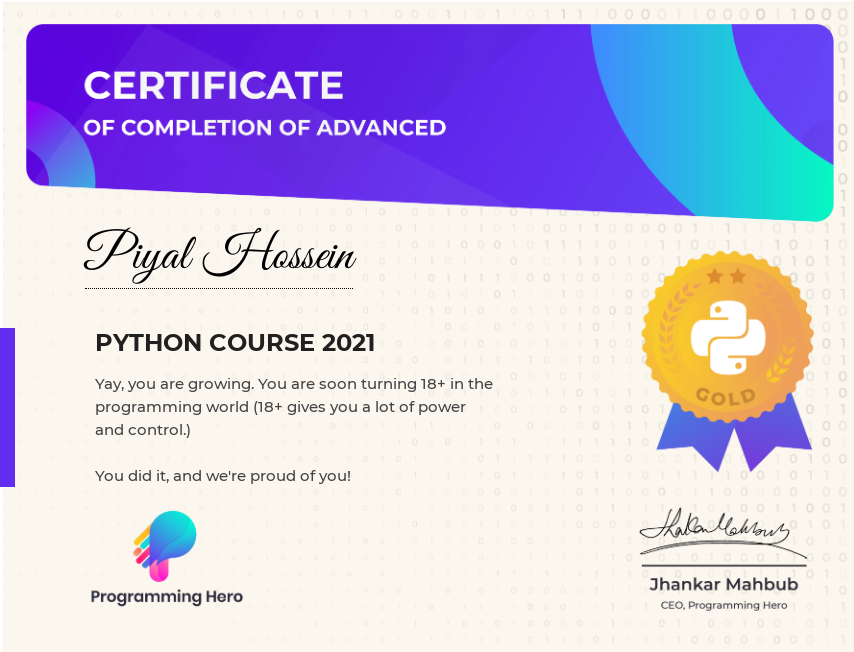 CERTIFICATE
OF COMPLETION OF ADVANCED
Piyal Hossein
PYTHON COURSE 2021
Yay, you are growing. You are soon turning 18+ in the
programming world (18+ gives you a lot of power
and control.)
You did it, and we're proud of you!
GOLD
Programming Hero
Jhankar Mahbub
Jhankar Mahbub
CEO, Programming Hero